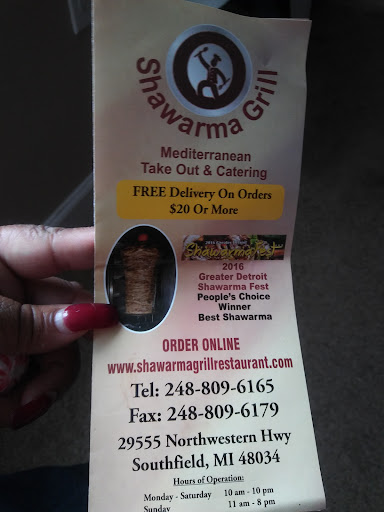 Shawarma Grill
Mediterranean
Take Out & Catering
FREE Delivery On Orders
$20 Or More
Shawarma Fest
2016
Greater Detroit
Shawarma Fest
People's Choice
Winner
Best Shawarma
ORDER ONLINE
www.shawarmagrillrestaurant.com
Tel: 248-809-6165
Fax: 248-809-6179
29555 Northwestern Hwy
Southfield, MI 48034
Hours of Operation:
Monday - Saturday 10 am - 10 pm
Sunday 11 am - 8 pm